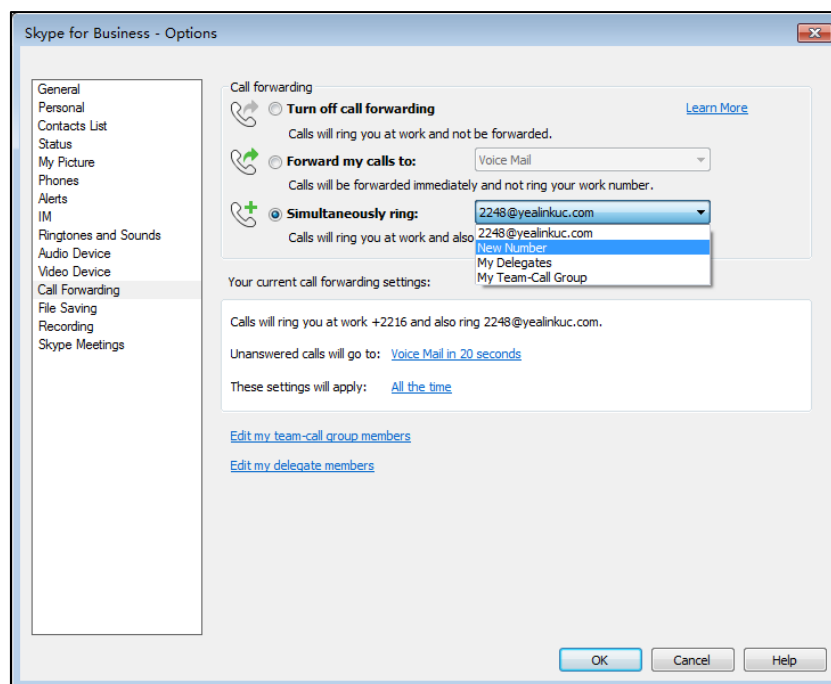 Skype for Business - Options
General
Personal
Contacts List
Status
My Picture
Phones
Alerts
IM
Ringtones and Sounds
Audio Device
Video Device
Call Forwarding
File Saving
Recording
Skype Meetings
Call forwarding
Turn off call forwarding
Learn More
Calls will ring you at work and not be forwarded.
Forward my calls to:
Voice Mail
Calls will be forwarded immediately and not ring your work number.
Simultaneously ring:
2248@yealinkuc.com
Calls will ring you at work and also
2248@yealinkuc.com
New Number
My Delegates
My Team-Call Group
Your current call forwarding settings:
Calls will ring you at work +2216 and also ring 2248@yealinkuc.com.
Unanswered calls will go to: Voice Mail in 20 seconds
These settings will apply: All the time
Edit my team-call group members
Edit my delegate members
OK
Cancel
Help